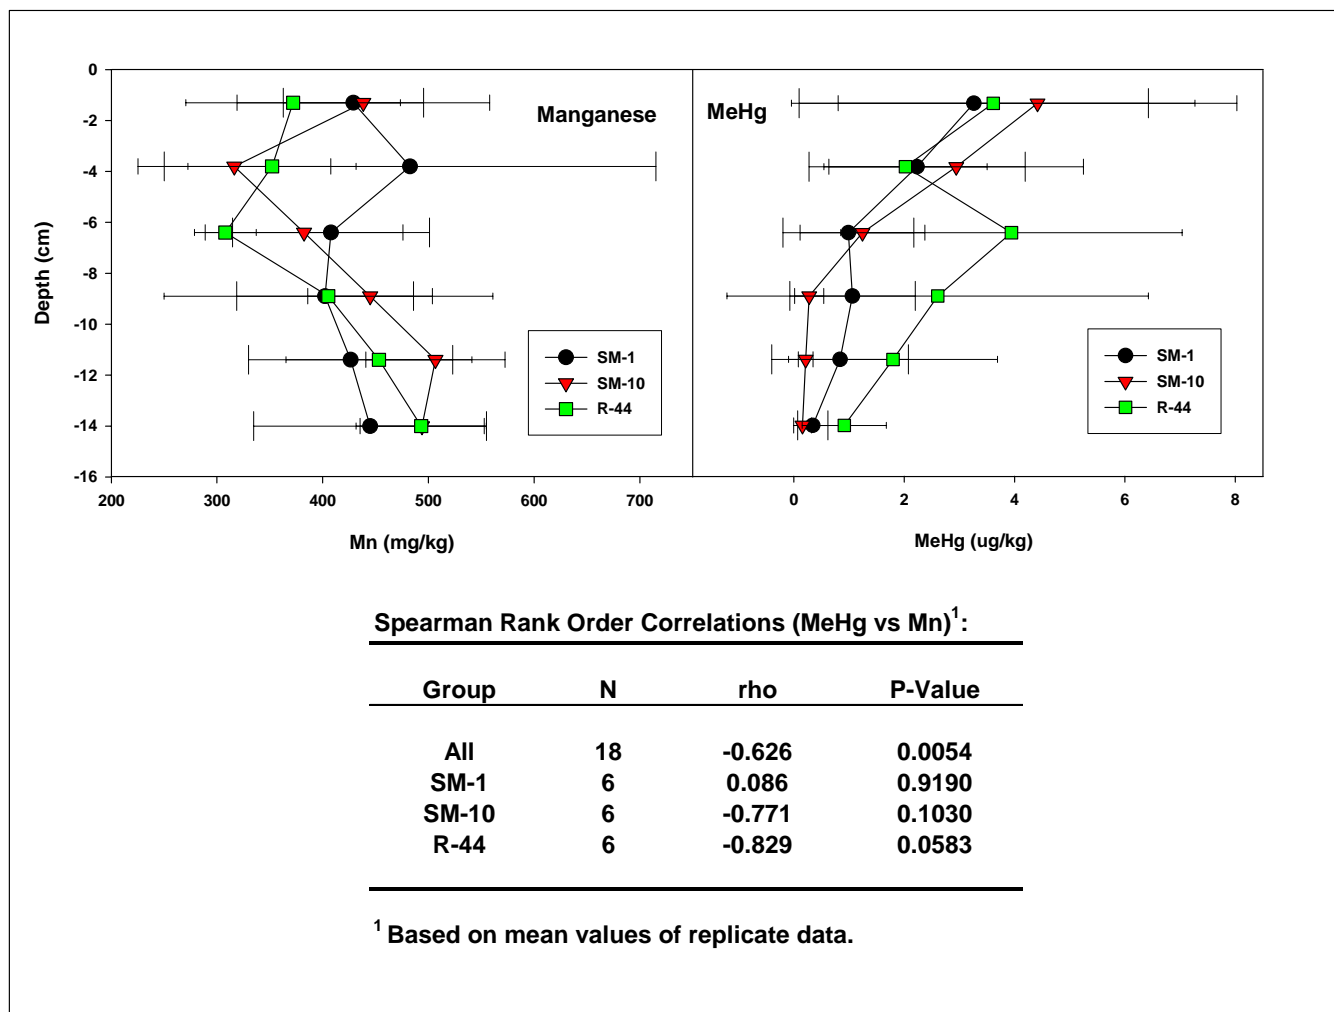 Manganese
MeHg
0
-2
-4
-6
-8
-10
-12
-14
-16
Depth (cm)
SM-1
SM-10
R-44
SM-1
SM-10
R-44
200 300 400 500 600 700
0 2 4 6 8
Mn (mg/kg)
MeHg (ug/kg)
Spearman Rank Order Correlations (MeHg vs Mn)1:
Group N rho P-Value
All 18 -0.626 0.0054
SM-1 6 0.086 0.9190
SM-10 6 -0.771 0.1030
R-44 6 -0.829 0.0583
1 Based on mean values of replicate data.